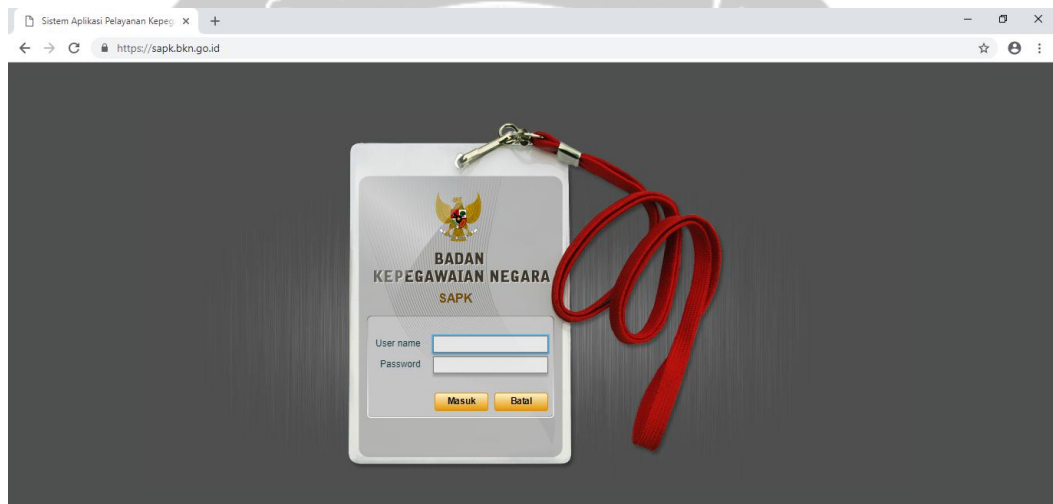 Sistem Aplikasi Pelayanan Kepeg
https://sapk.bkn.go.id
BADAN
KEPEGAWAIAN NEGARA
SAPK
User name
Password
Masuk Batal